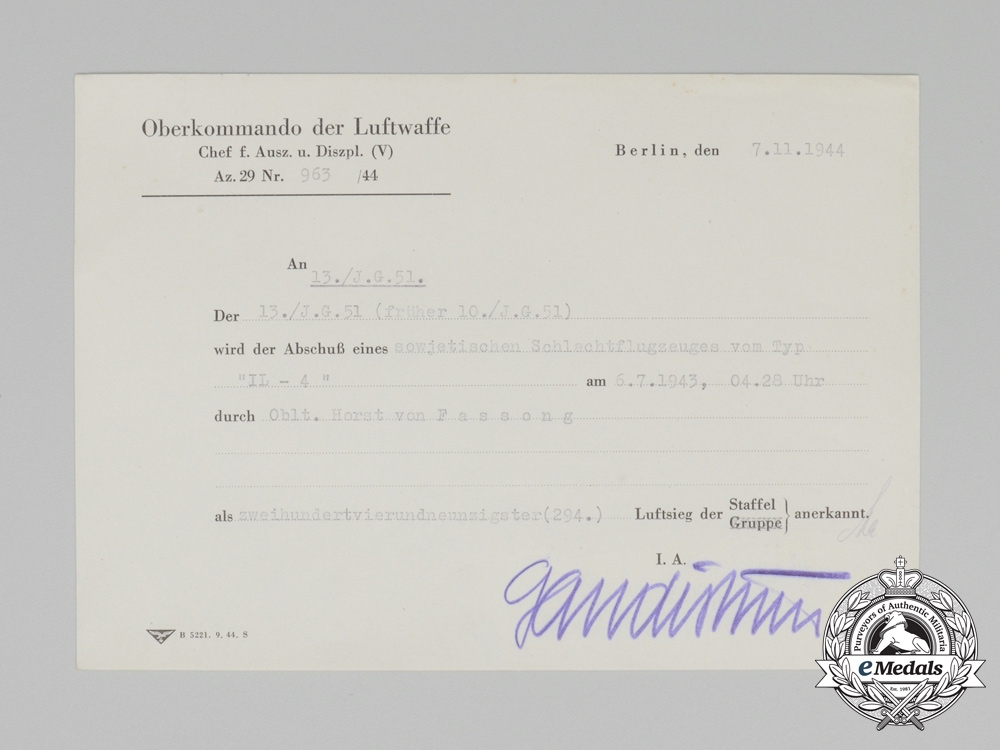 Oberkommando der Luftwaffe
Chef f. Ausz. u. Diszpl. (V)
Az. 29 Nr. 963 /44
Berlin, den 7.11.1944
An
13./J.G.51.
Der 13./J.G.51 (früher 10./J.G.51)
wird der Abschuß eines sowjetischen Schlachtflugzeuges vom Typ
"IL - 4 " am 6.7.1943, 04.28 Uhr
durch Oblt. Horst von F a s s o n g
als zweihundertvierundneunzigster(294.) Luftsieg der Staffel
Gruppe } anerkannt.
I. A.
B 5221. 9. 44. S
Purveyors of Authentic Militaria
eMedals
Est. 1987